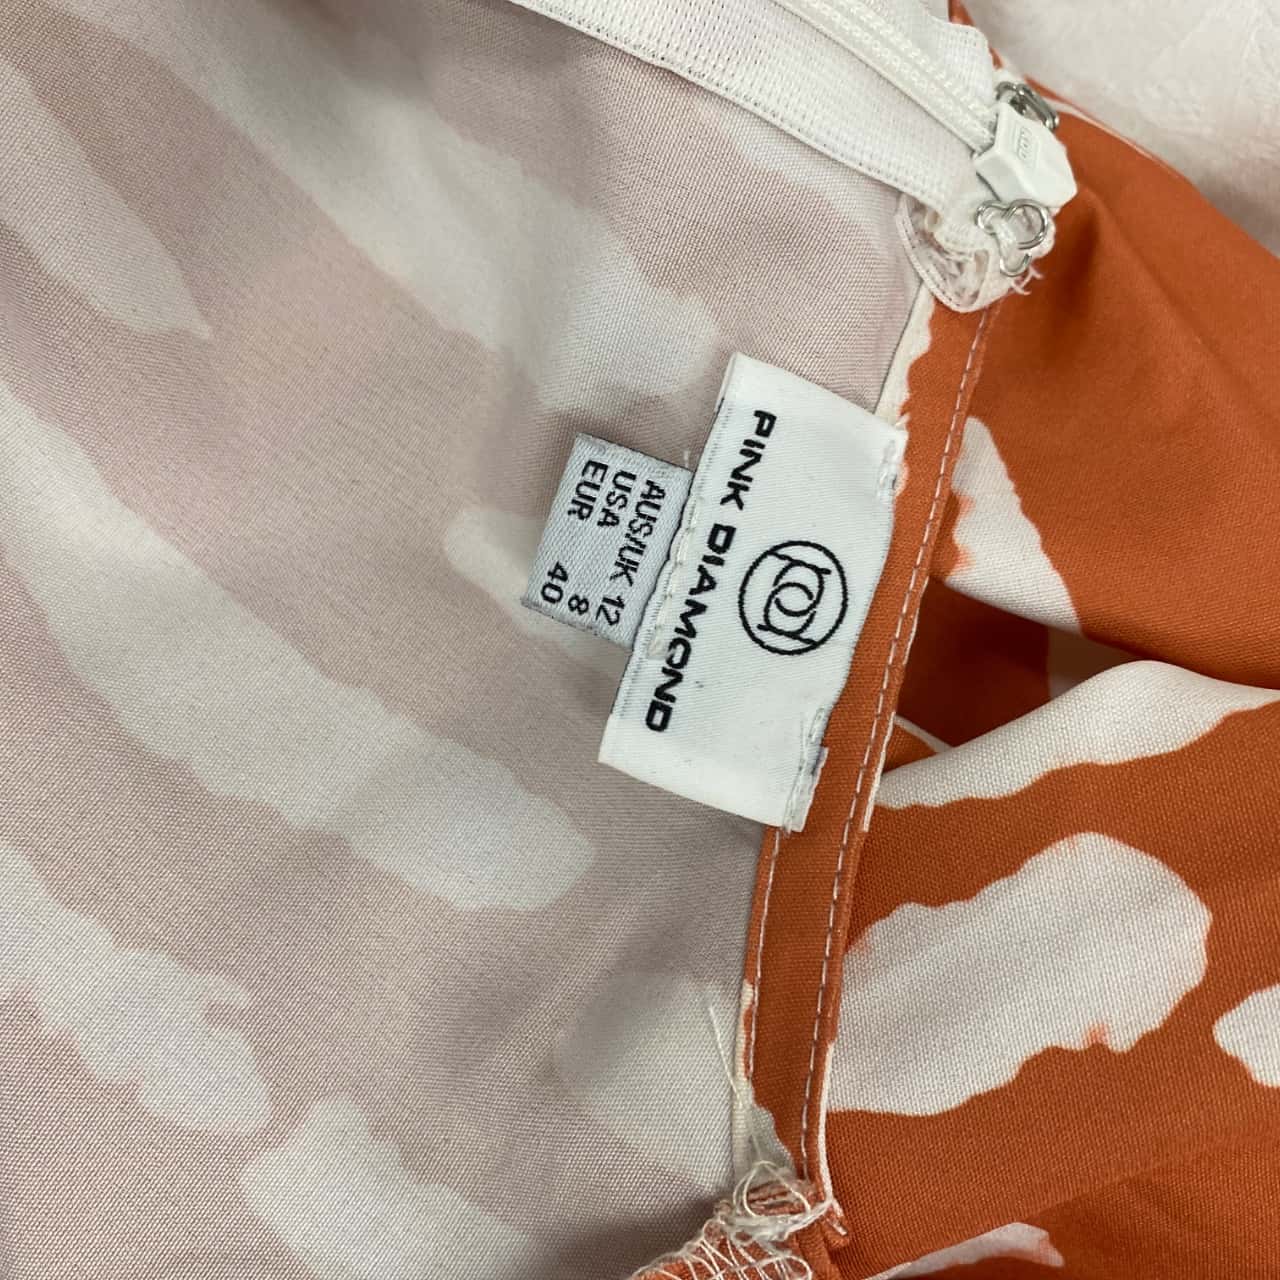 PINK DIAMOND
AUS/UK 12
USA 8
EUR 40